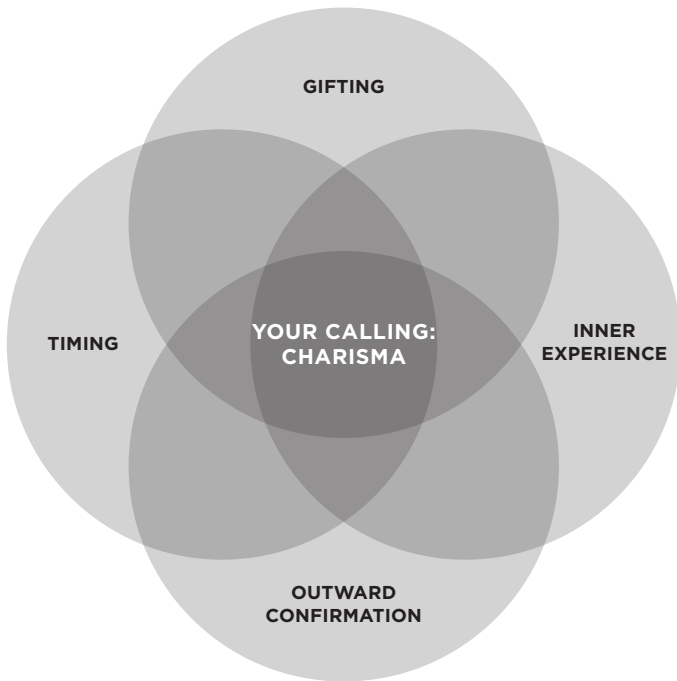 GIFTING
TIMING
YOUR CALLING:
CHARISMA
INNER
EXPERIENCE
OUTWARD
CONFIRMATION